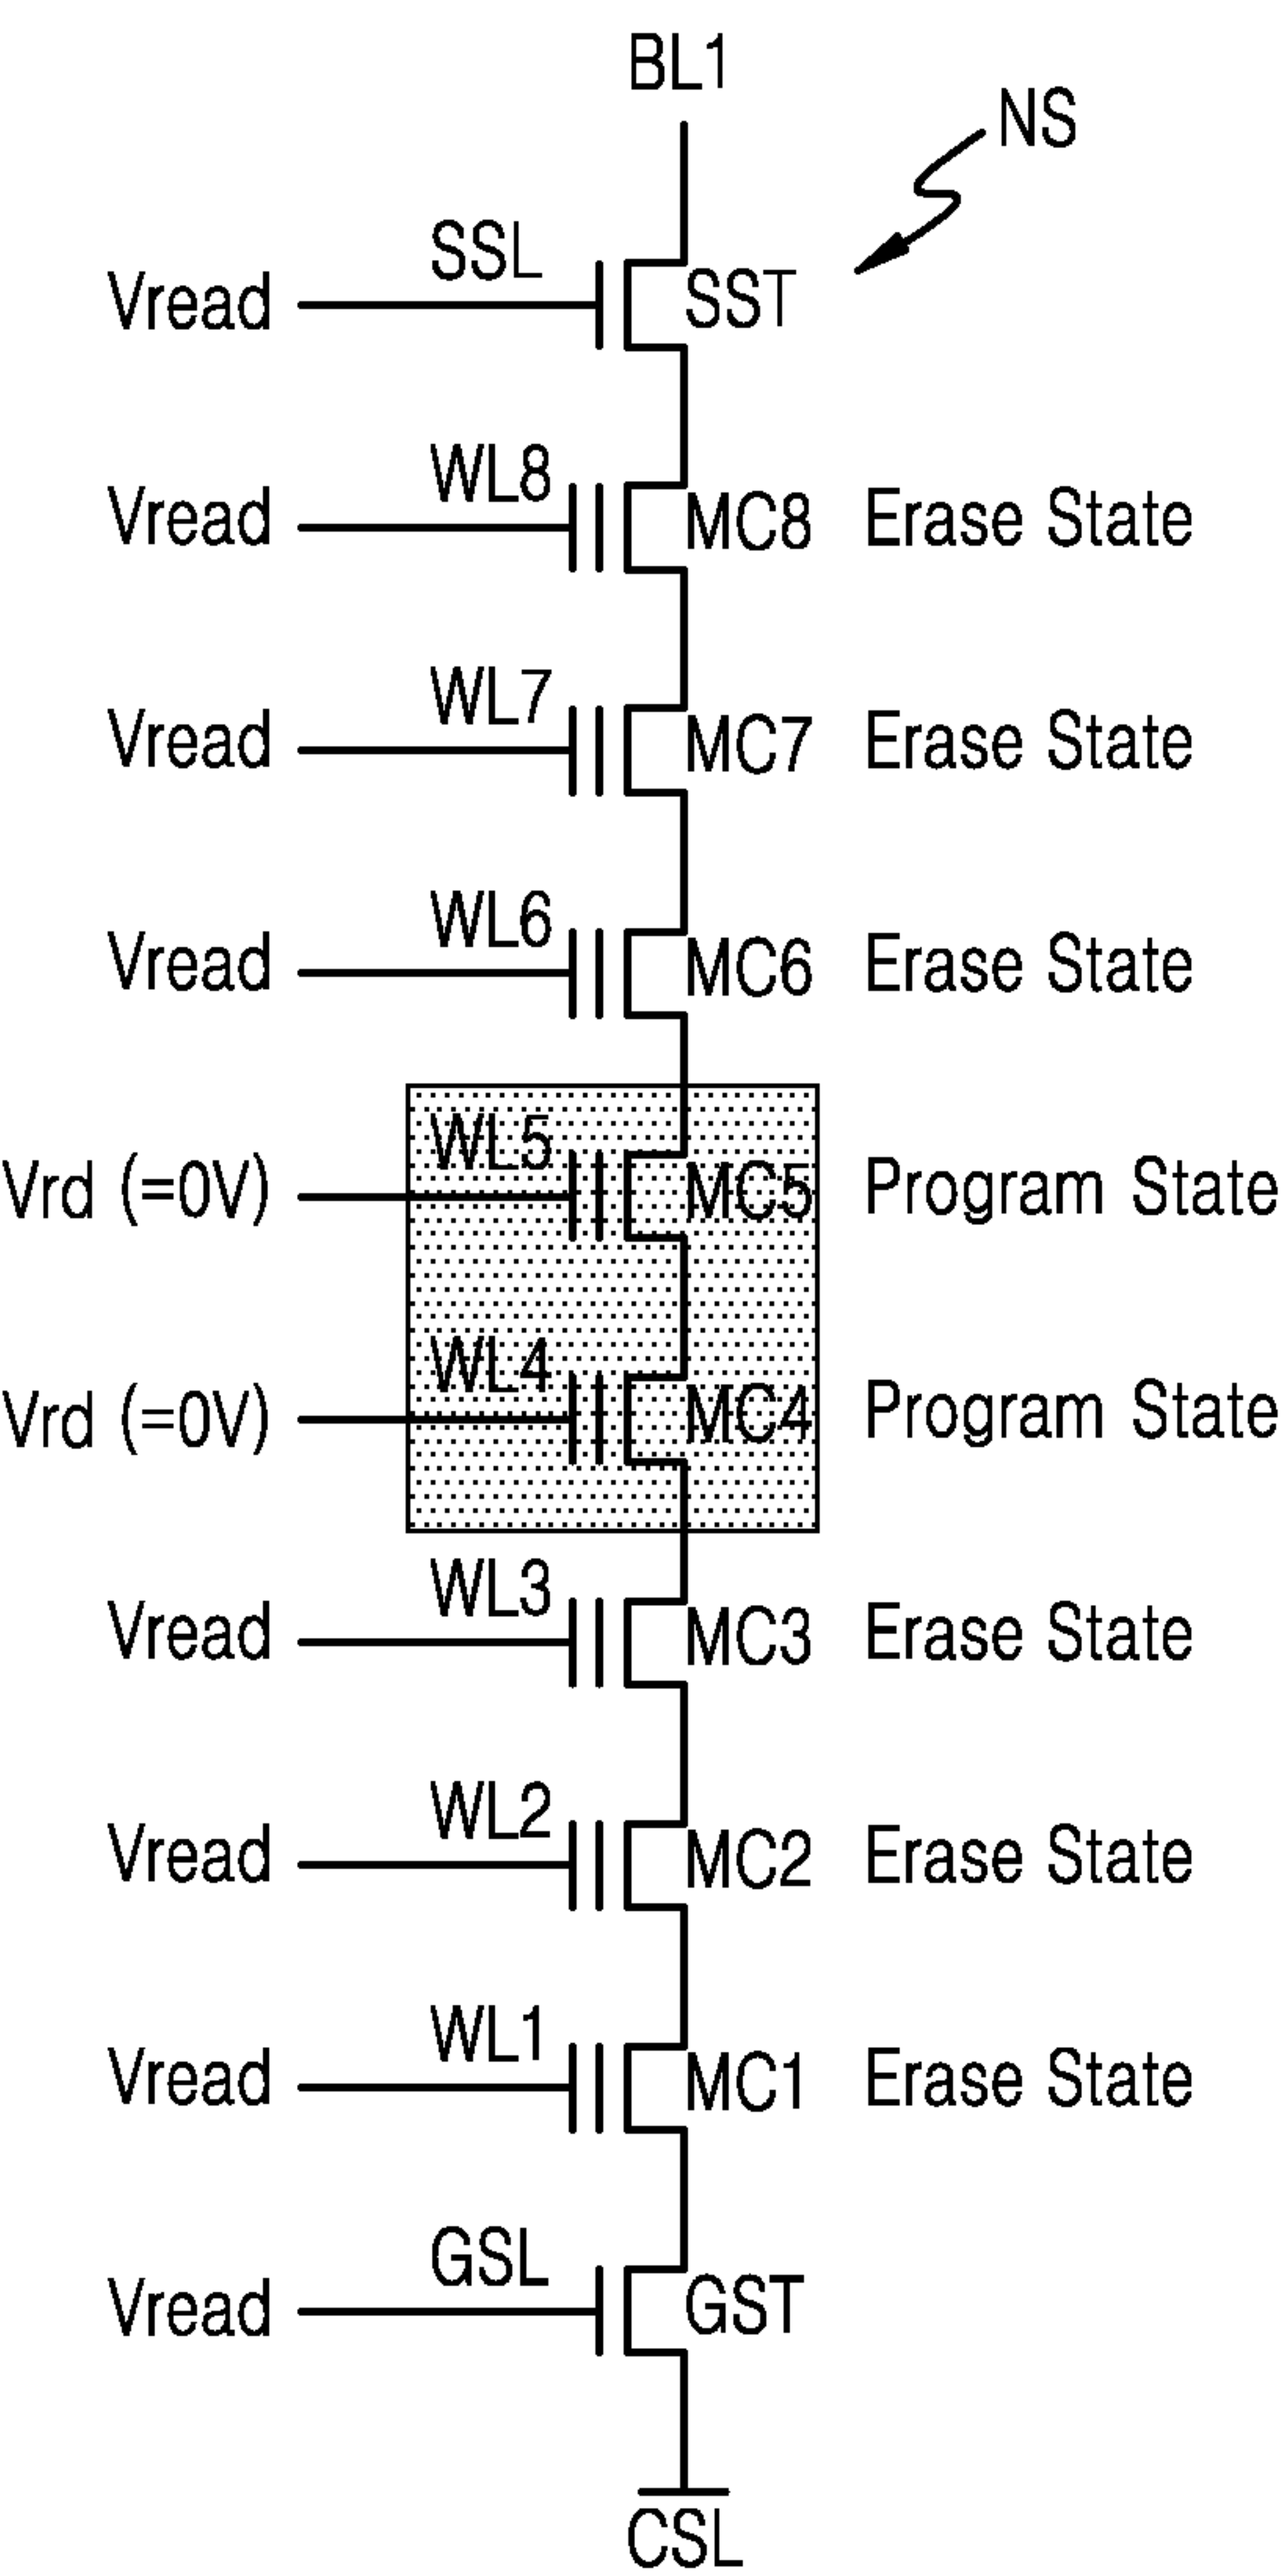 BL1
NS
SSL
Vread SST
WL8
Vread MC8 Erase State
WL7
Vread MC7 Erase State
WL6
Vread MC6 Erase State
WL5
Vrd (=0V) MC5 Program State
WL4
Vrd (=0V) MC4 Program State
WL3
Vread MC3 Erase State
WL2
Vread MC2 Erase State
WL1
Vread MC1 Erase State
GSL
Vread GST
CSL